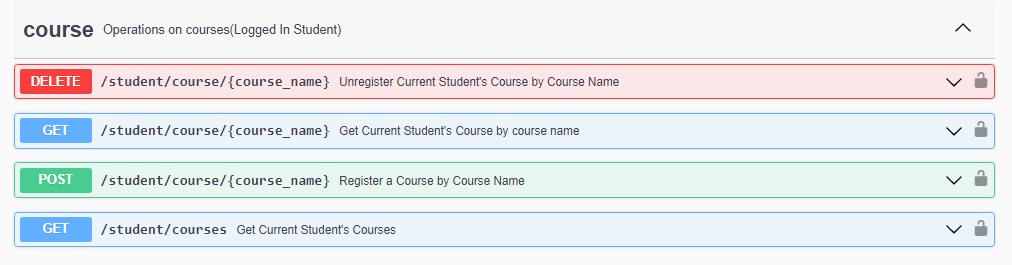 course Operations on courses(Logged In Student)
DELETE /student/course/{course_name} Unregister Current Student's Course by Course Name
GET /student/course/{course_name} Get Current Student's Course by course name
POST /student/course/{course_name} Register a Course by Course Name
GET /student/courses Get Current Student's Courses